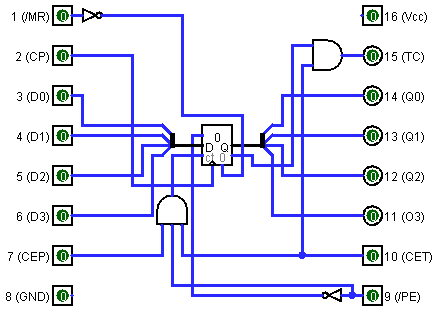 1 (/MR) 0 0 16 (Vcc)
2 (CP) 0 0 15 (TC)
3 (D0) 0 0 14 (Q0)
4 (D1) 0 0 13 (Q1)
0
D Q
ct 0
5 (D2) 0 0 12 (Q2)
6 (D3) 0 0 11 (O3)
7 (CEP) 0 0 10 (CET)
8 (GND) 0 0 9 (/PE)